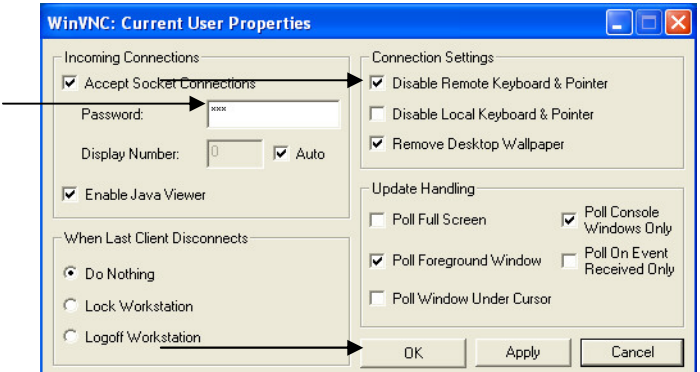 WinVNC: Current User Properties
Incoming Connections
Accept Socket Connections
Password: ***
Display Number: 0 Auto
Enable Java Viewer
When Last Client Disconnects
Do Nothing
Lock Workstation
Logoff Workstation
Connection Settings
Disable Remote Keyboard & Pointer
Disable Local Keyboard & Pointer
Remove Desktop Wallpaper
Update Handling
Poll Full Screen
Poll Console
Windows Only
Poll Foreground Window
Poll On Event
Received Only
Poll Window Under Cursor
OK Apply Cancel